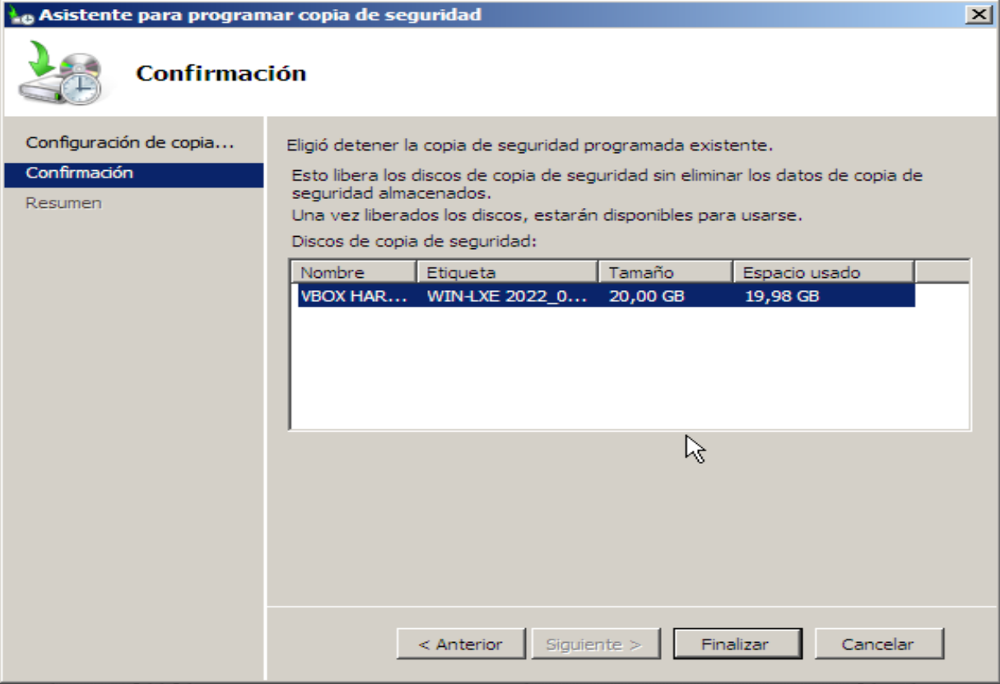 Asistente para programar copia de seguridad
Confirmación
Configuración de copia...
Confirmación
Resumen
Eligió detener la copia de seguridad programada existente.
Esto libera los discos de copia de seguridad sin eliminar los datos de copia de
seguridad almacenados.
Una vez liberados los discos, estarán disponibles para usarse.
Discos de copia de seguridad:
Nombre Etiqueta Tamaño Espacio usado
VBOX HAR... WIN-LXE 2022_0... 20,00 GB 19,98 GB
< Anterior Siguiente > Finalizar Cancelar